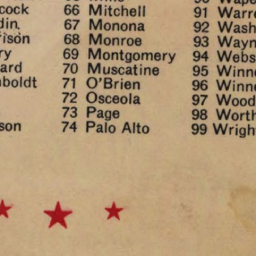 cock
din
ry
ard
boldt
son
66 Mitchell
67 Monona
68 Monroe
69 Montgomery
70 Muscatine
71 O'Brien
72 Osceola
73 Page
74 Palo Alto
91 Warre
92 Wash
93 Wayn
94 Webs
95 Winne
96 Winne
97 Wood
98 Worth
99 Wrigh